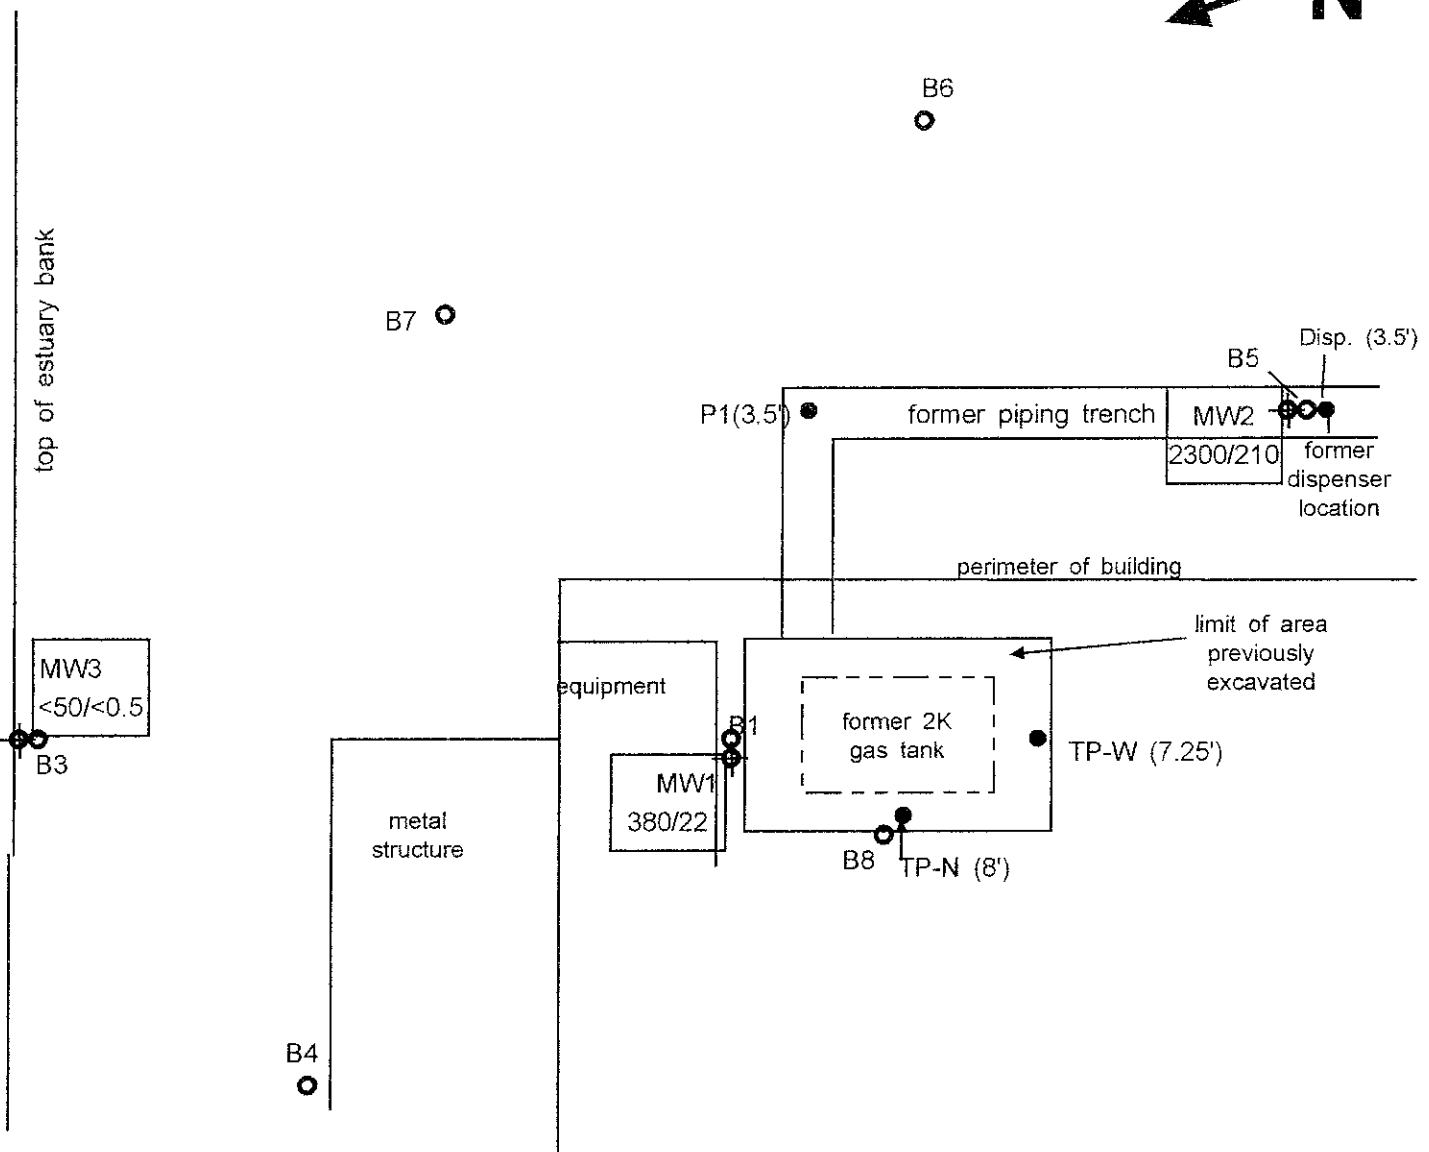 N
B6
top of estuary bank
B7
Disp. (3.5')
B5
P1(3.5')
former piping trench
MW2
2300/210
former
dispenser
location
perimeter of building
limit of area
previously
excavated
MW3
<50/<0.5
B3
equipment
B1
former 2K
gas tank
TP-W (7.25')
MW1
380/22
metal
structure
B8
TP-N (8')
B4